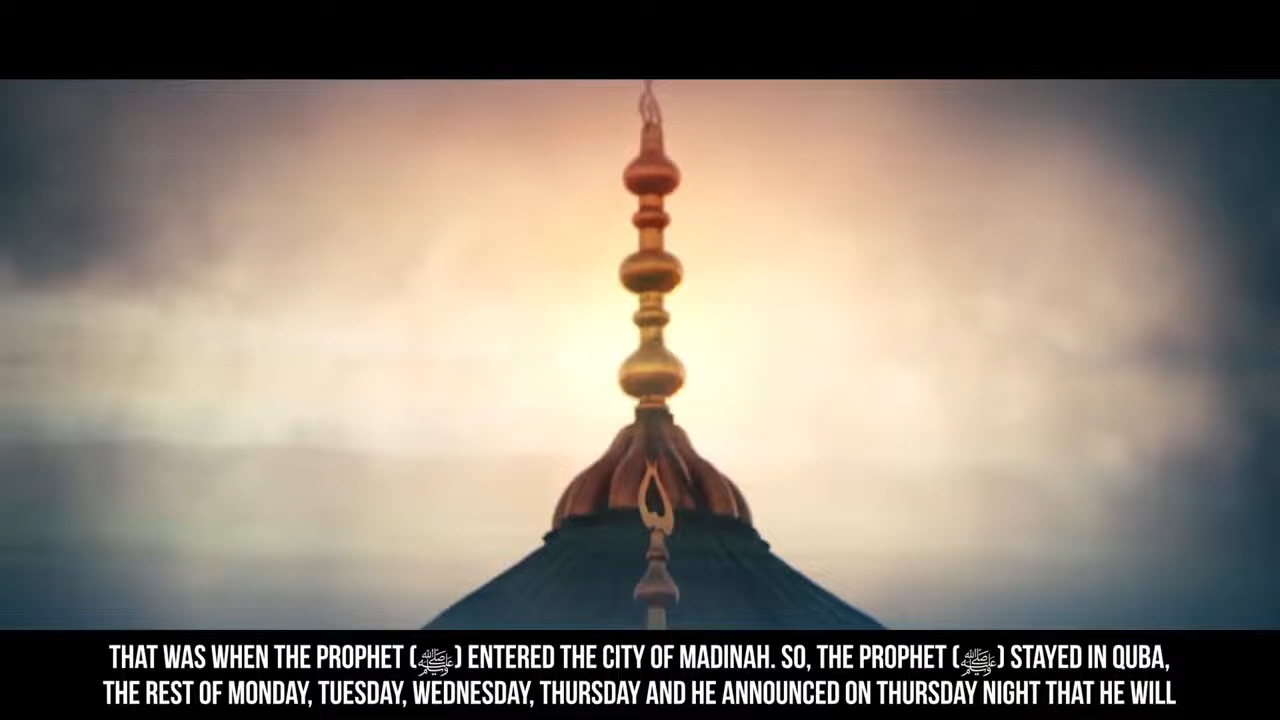 THAT WAS WHEN THE PROPHET (ﷺ) ENTERED THE CITY OF MADINAH. SO, THE PROPHET (ﷺ) STAYED IN QUBA,
THE REST OF MONDAY, TUESDAY, WEDNESDAY, THURSDAY AND HE ANNOUNCED ON THURSDAY NIGHT THAT HE WILL